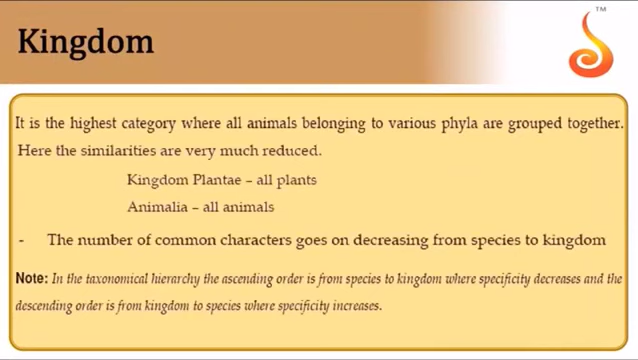 Kingdom
TM
It is the highest category where all animals belonging to various phyla are grouped together.
Here the similarities are very much reduced.
Kingdom Plantae – all plants
Animalia – all animals
- The number of common characters goes on decreasing from species to kingdom
Note: In the taxonomical hierarchy the ascending order is from species to kingdom where specificity decreases and the
descending order is from kingdom to species where specificity increases.